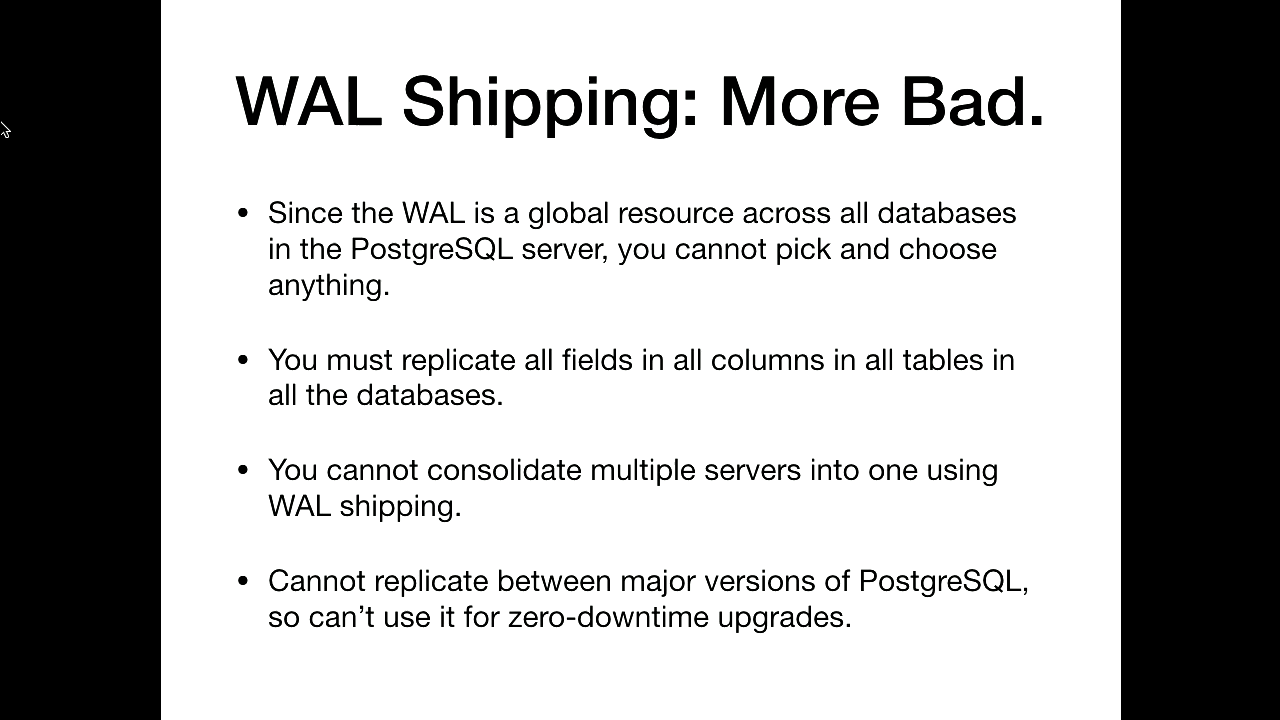 WAL Shipping: More Bad.
• Since the WAL is a global resource across all databases
in the PostgreSQL server, you cannot pick and choose
anything.
• You must replicate all fields in all columns in all tables in
all the databases.
• You cannot consolidate multiple servers into one using
WAL shipping.
• Cannot replicate between major versions of PostgreSQL,
so can’t use it for zero-downtime upgrades.